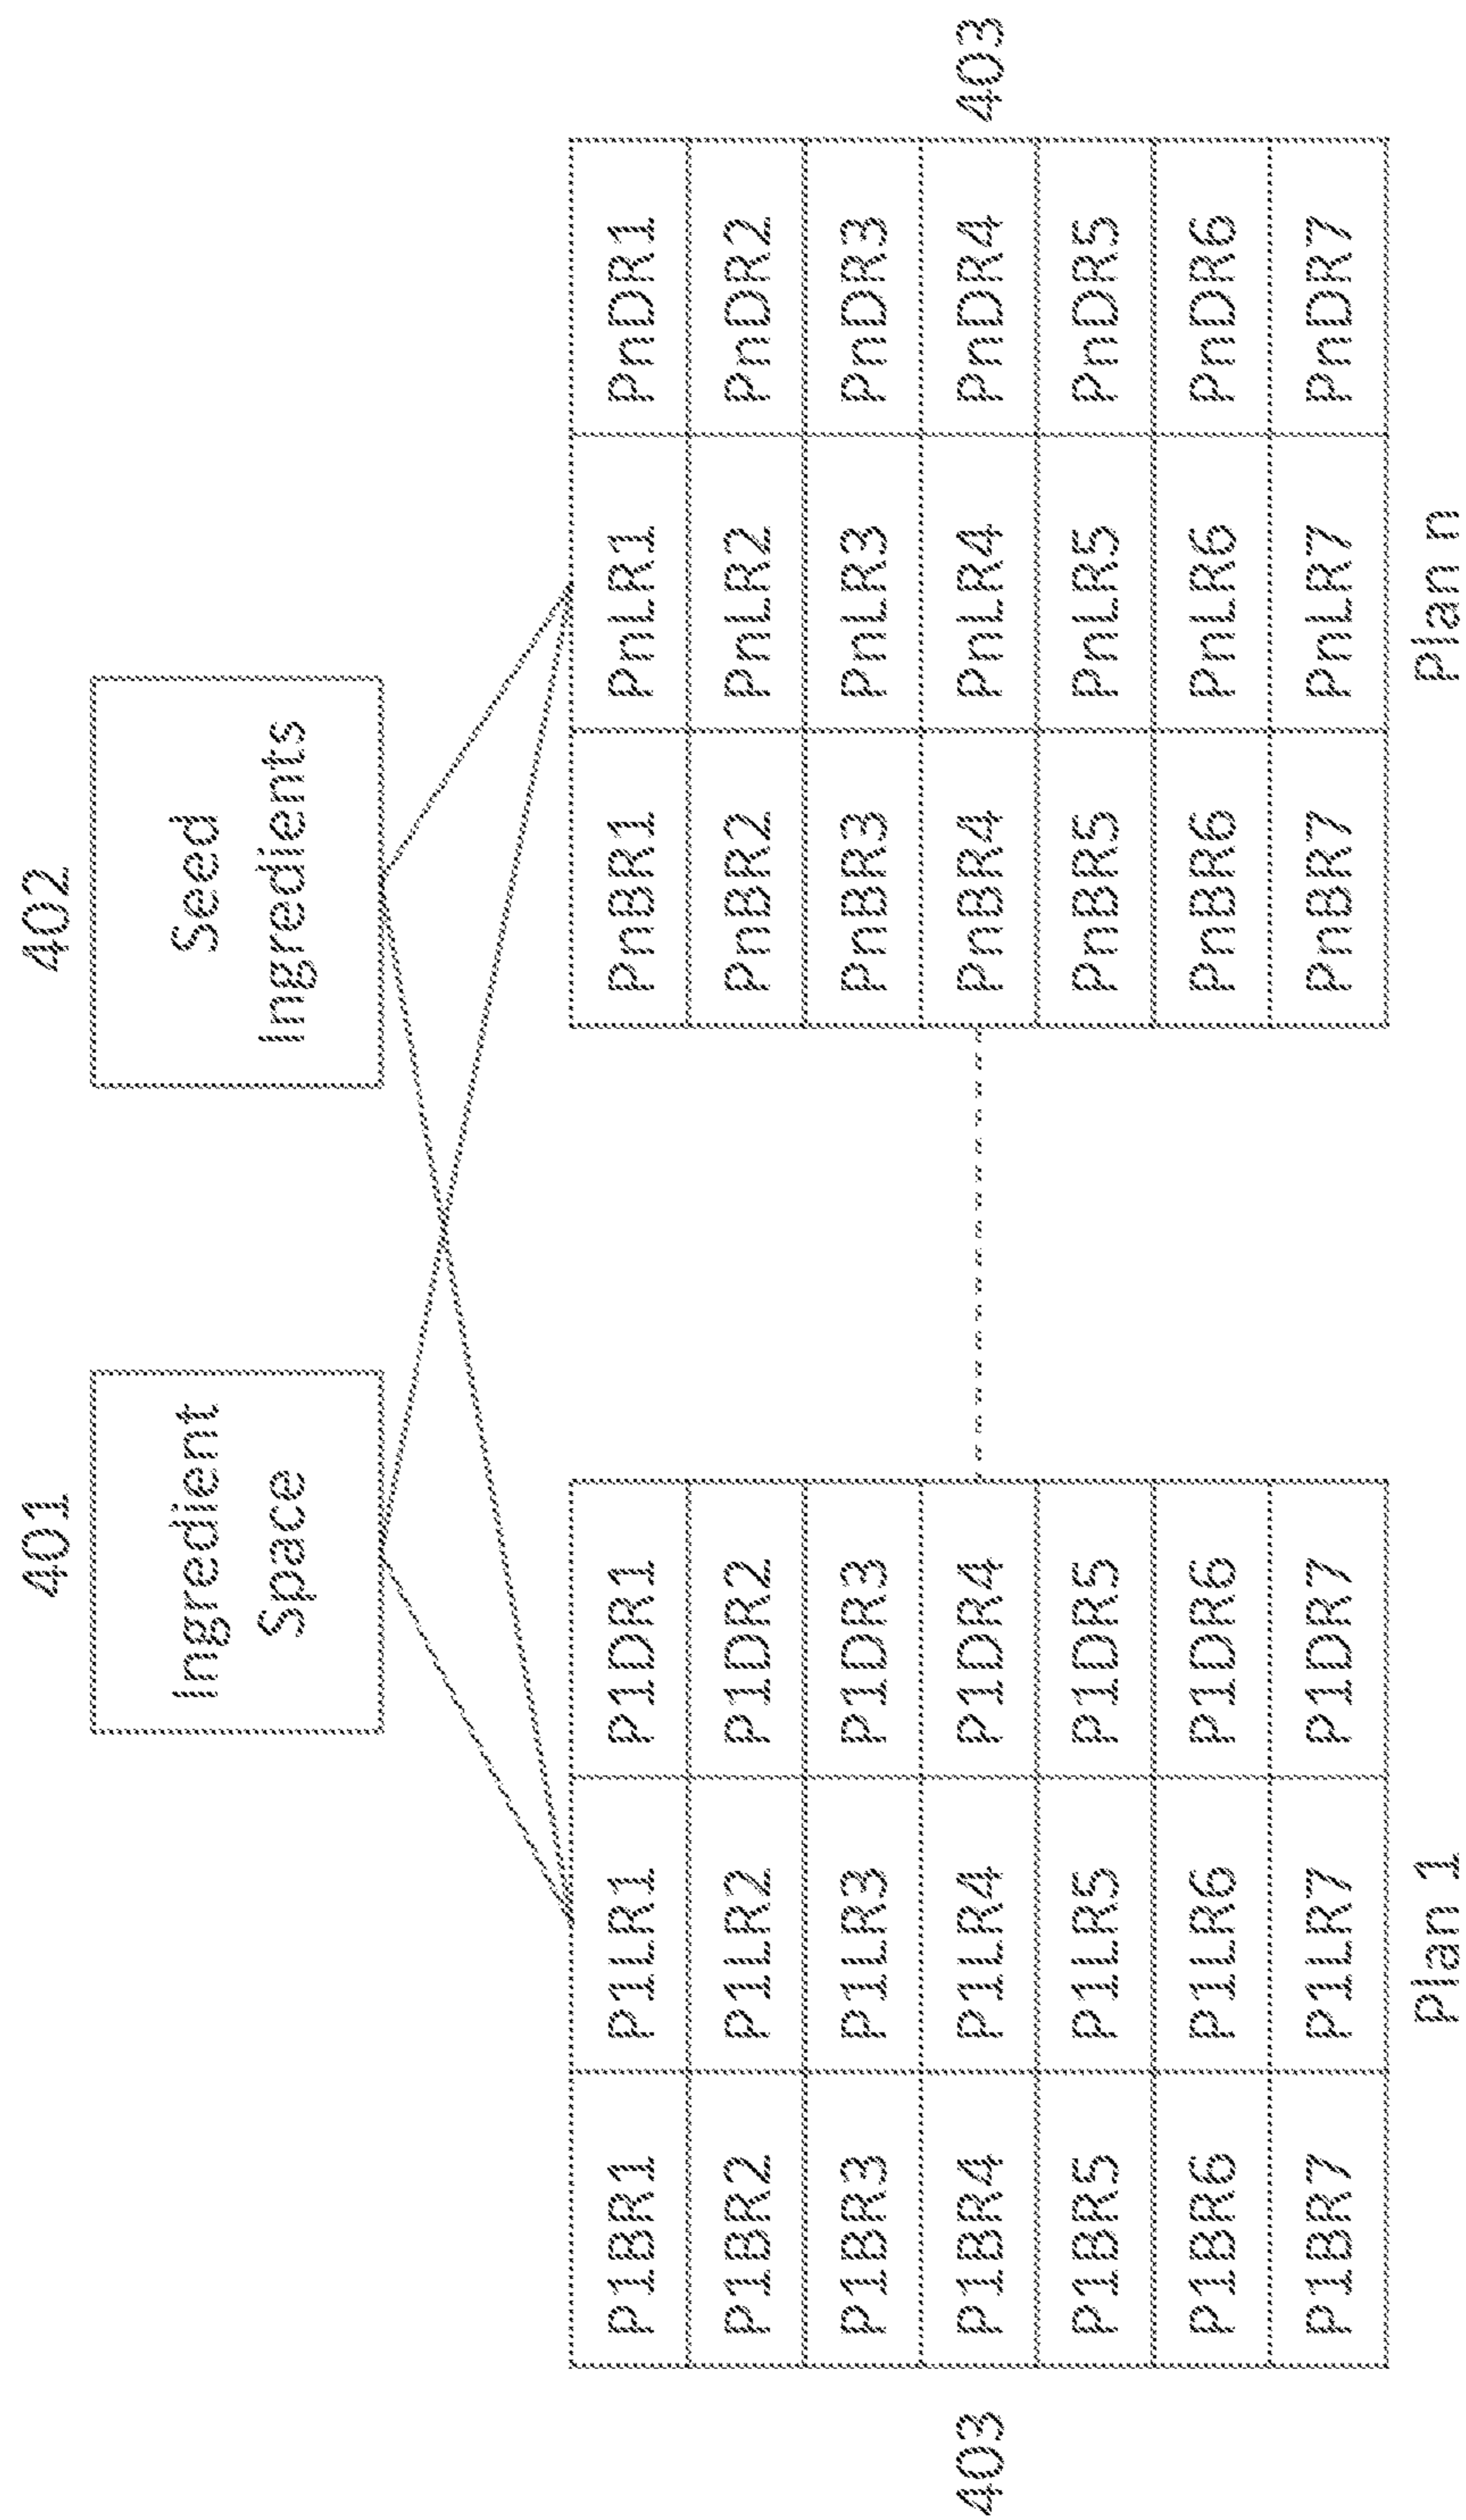 401
402
Ingredient
Space
Seed
Ingredients
403
P1BR1 P1LR1 P1DR1
P1BR2 P1LR2 P1DR2
P1BR3 P1LR3 P1DR3
P1BR4 P1LR4 P1DR4
P1BR5 P1LR5 P1DR5
P1BR6 P1LR6 P1DR6
P1BR7 P1LR7 P1DR7
Plan 1
PnBR1 PnLR1 PnDR1
PnBR2 PnLR2 PnDR2
PnBR3 PnLR3 PnDR3
PnBR4 PnLR4 PnDR4
PnBR5 PnLR5 PnDR5
PnBR6 PnLR6 PnDR6
PnBR7 PnLR7 PnDR7
Plan n
403